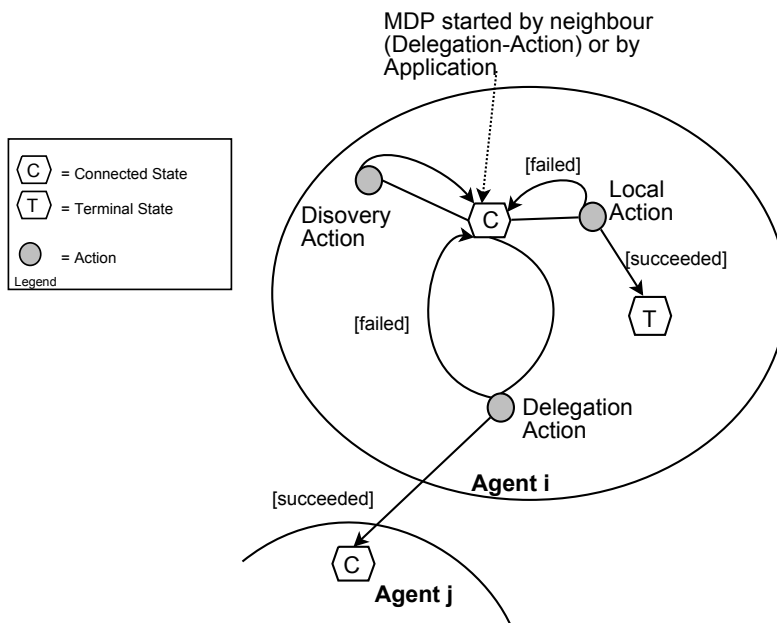 MDP started by neighbour
(Delegation-Action) or by
Application
C
= Connected State
T
= Terminal State
= Action
Legend
[failed]
Local
Action
Disovery
Action
C
[succeeded]
T
[failed]
Delegation
Action
Agent i
[succeeded]
C
Agent j